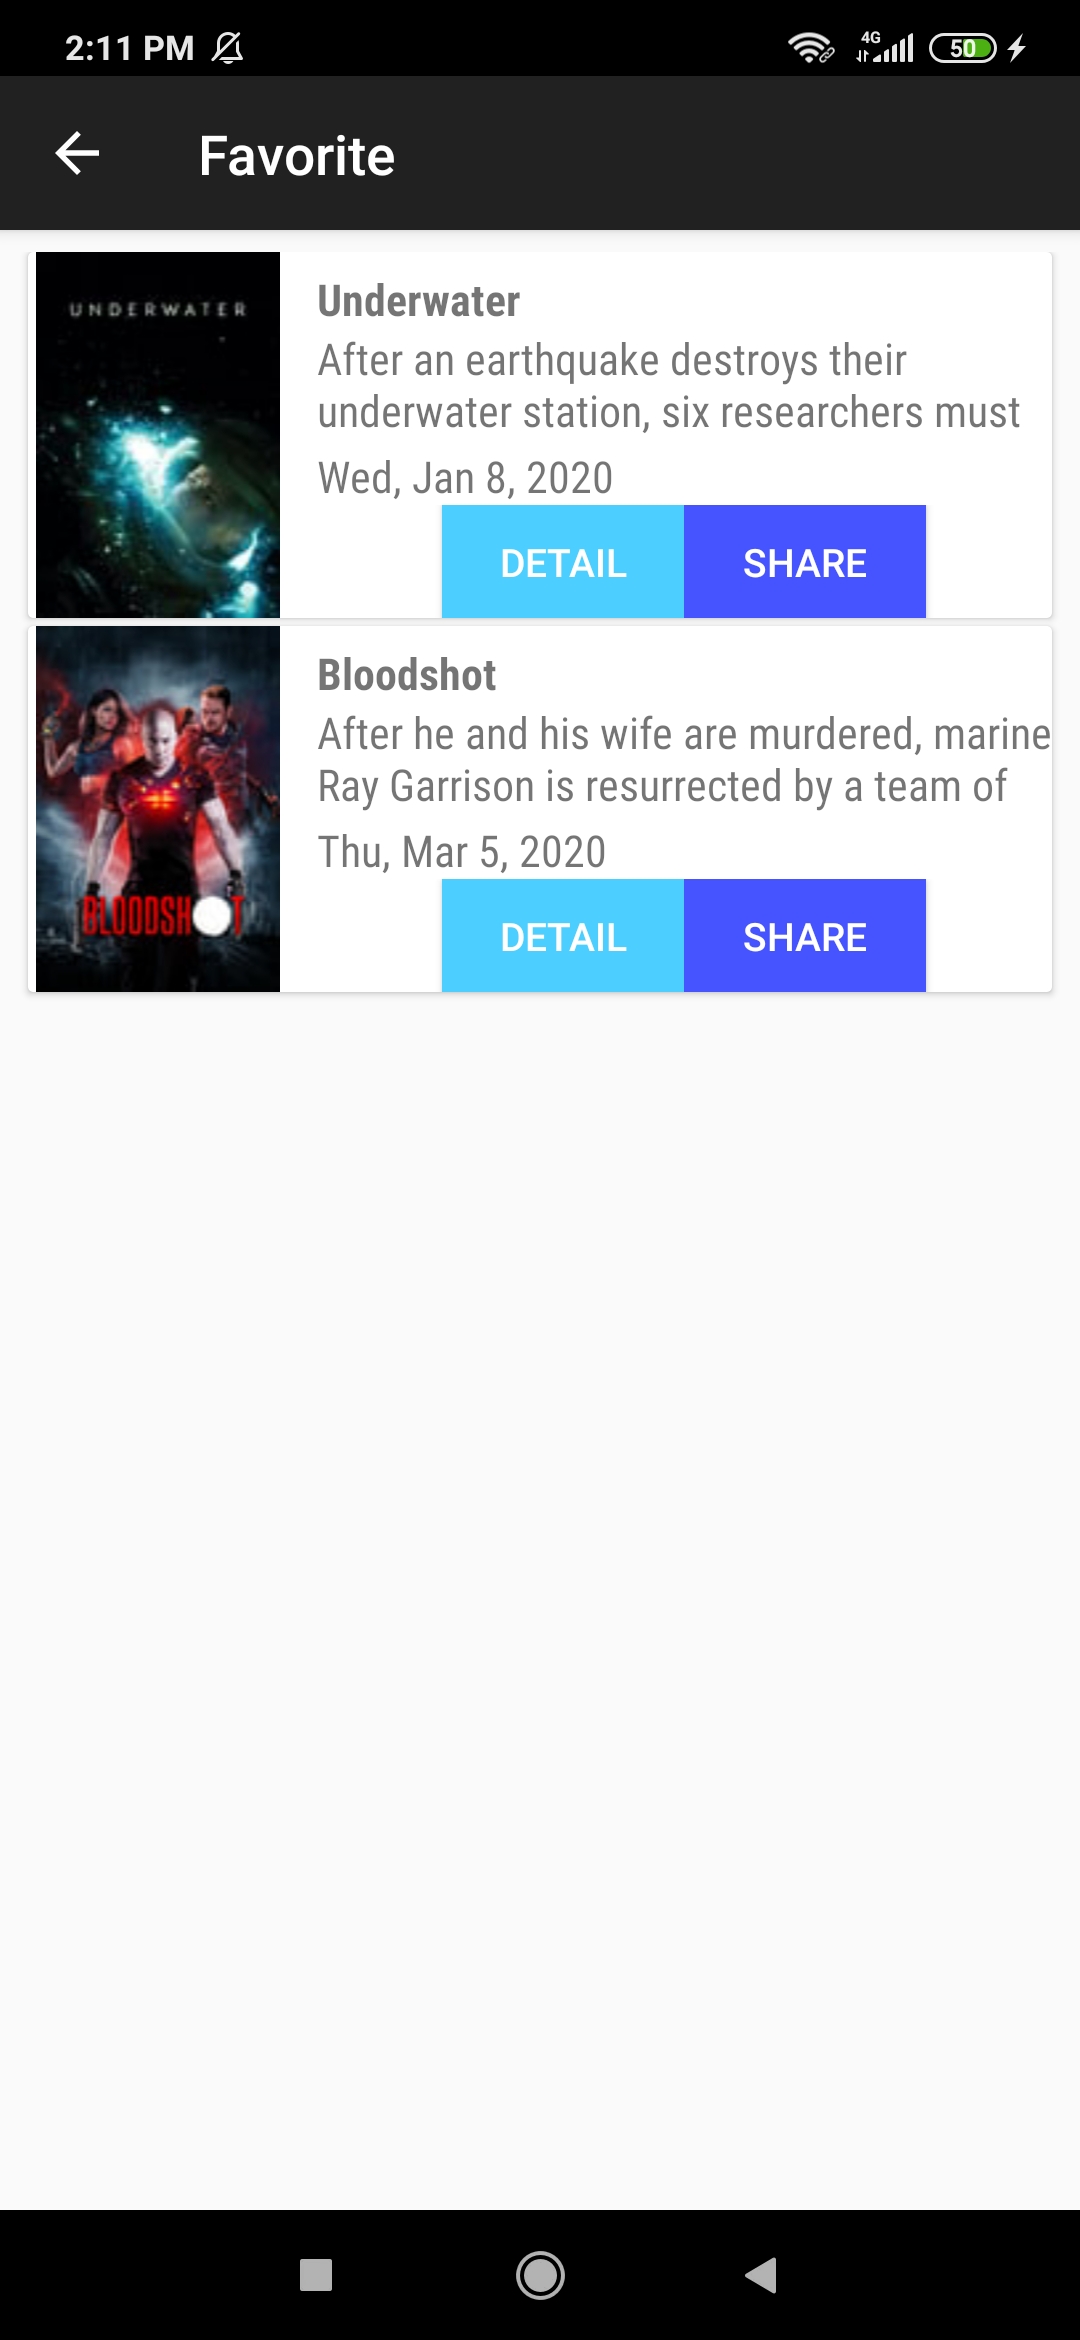 2:11 PM
4G
50
Favorite
UNDERWATER
Underwater
After an earthquake destroys their
underwater station, six researchers must
Wed, Jan 8, 2020
DETAIL SHARE
BLOODSHOT
Bloodshot
After he and his wife are murdered, marine
Ray Garrison is resurrected by a team of
Thu, Mar 5, 2020
DETAIL SHARE